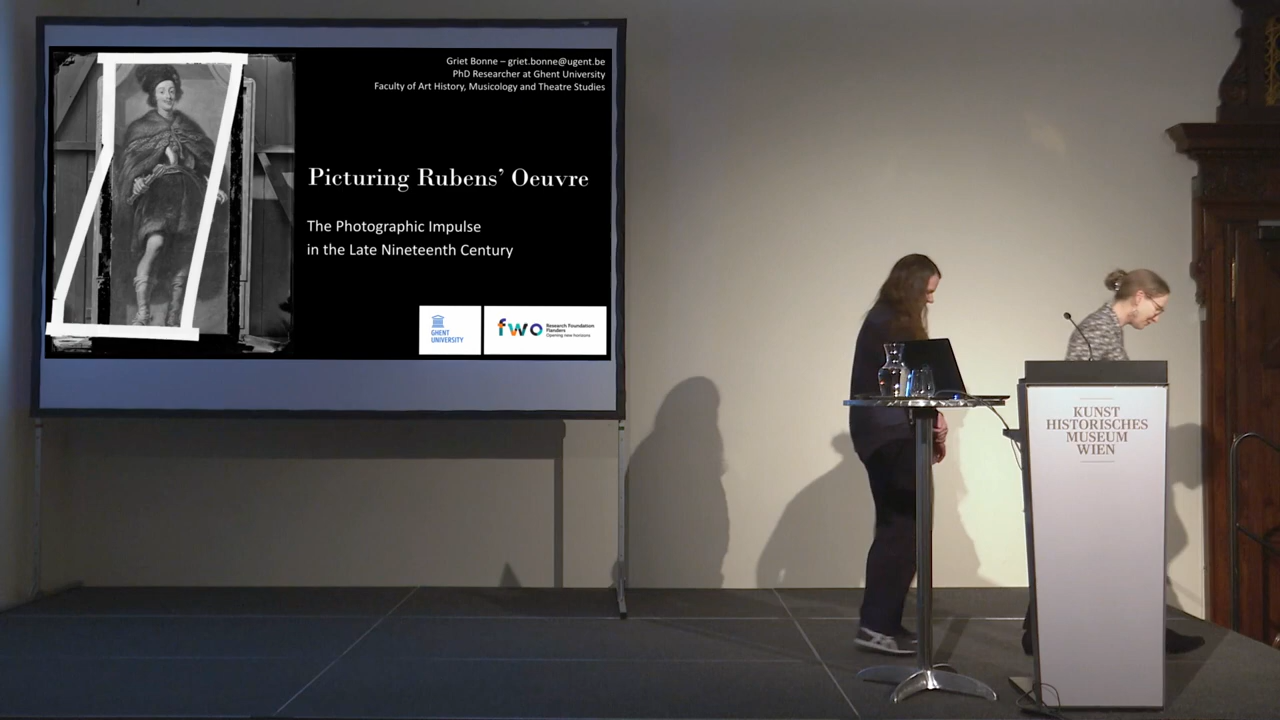 Griet Bonne – griet.bonne@ugent.be
PhD Researcher at Ghent University
Faculty of Art History, Musicology and Theatre Studies
Picturing Rubens’ Oeuvre
The Photographic Impulse
in the Late Nineteenth Century
GHENT
UNIVERSITY
fwo
Research Foundation
Flanders
Opening new horizons
KUNST
HISTORISCHES
MUSEUM
WIEN